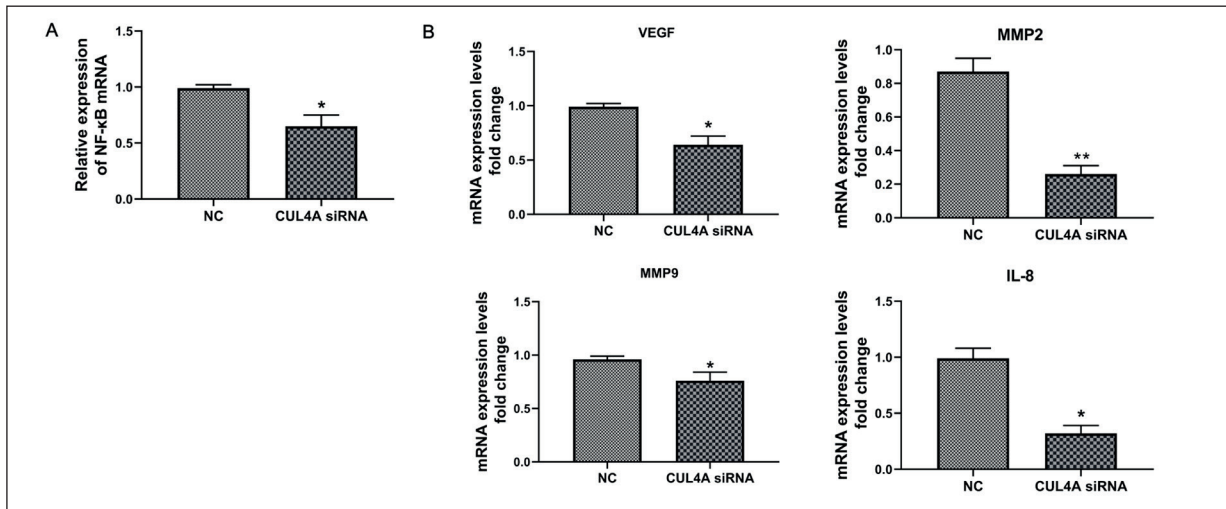 A
Relative expression
of NF-κB mRNA
1.5
1.0
0.5
0.0
*
NC
CUL4A siRNA
B
VEGF
mRNA expression levels
fold change
1.5
1.0
0.5
0.0
*
NC
CUL4A siRNA
MMP2
mRNA expression levels
fold change
1.0
0.8
0.6
0.4
0.2
0.0
**
NC
CUL4A siRNA
MMP9
mRNA expression levels
fold change
1.5
1.0
0.5
0.0
*
NC
CUL4A siRNA
IL-8
mRNA expression levels
fold change
1.5
1.0
0.5
0.0
*
NC
CUL4A siRNA